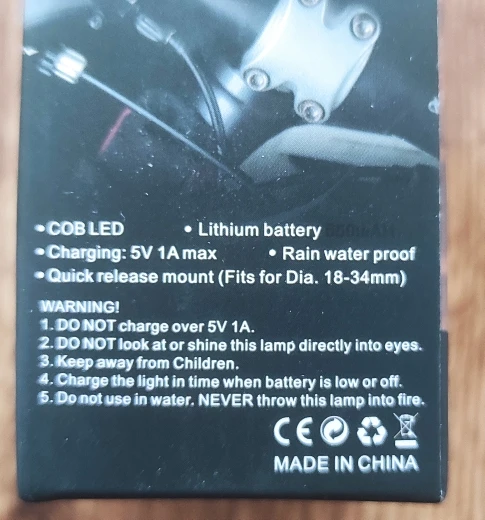 • COB LED • Lithium battery
• Charging: 5V 1A max • Rain water proof
• Quick release mount (Fits for Dia. 18-34mm)
WARNING!
1. DO NOT charge over 5V 1A.
2. DO NOT look at or shine this lamp directly into eyes.
3. Keep away from Children.
4. Charge the light in time when battery is low or off.
5. Do not use in water. NEVER throw this lamp into fire.
CE
MADE IN CHINA